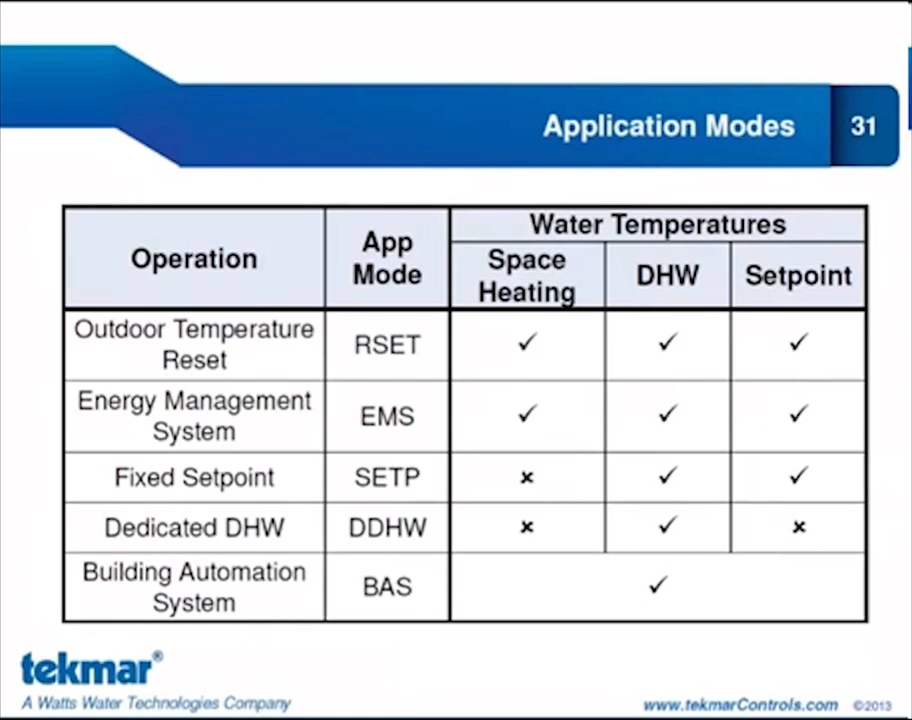 Application Modes 31
Water Temperatures
Operation App Mode Space Heating DHW Setpoint
Outdoor Temperature Reset RSET ✓ ✓ ✓
Energy Management System EMS ✓ ✓ ✓
Fixed Setpoint SETP × ✓ ✓
Dedicated DHW DDHW × ✓ ×
Building Automation System BAS ✓
tekmar®
A Watts Water Technologies Company
www.tekmarControls.com ©2013